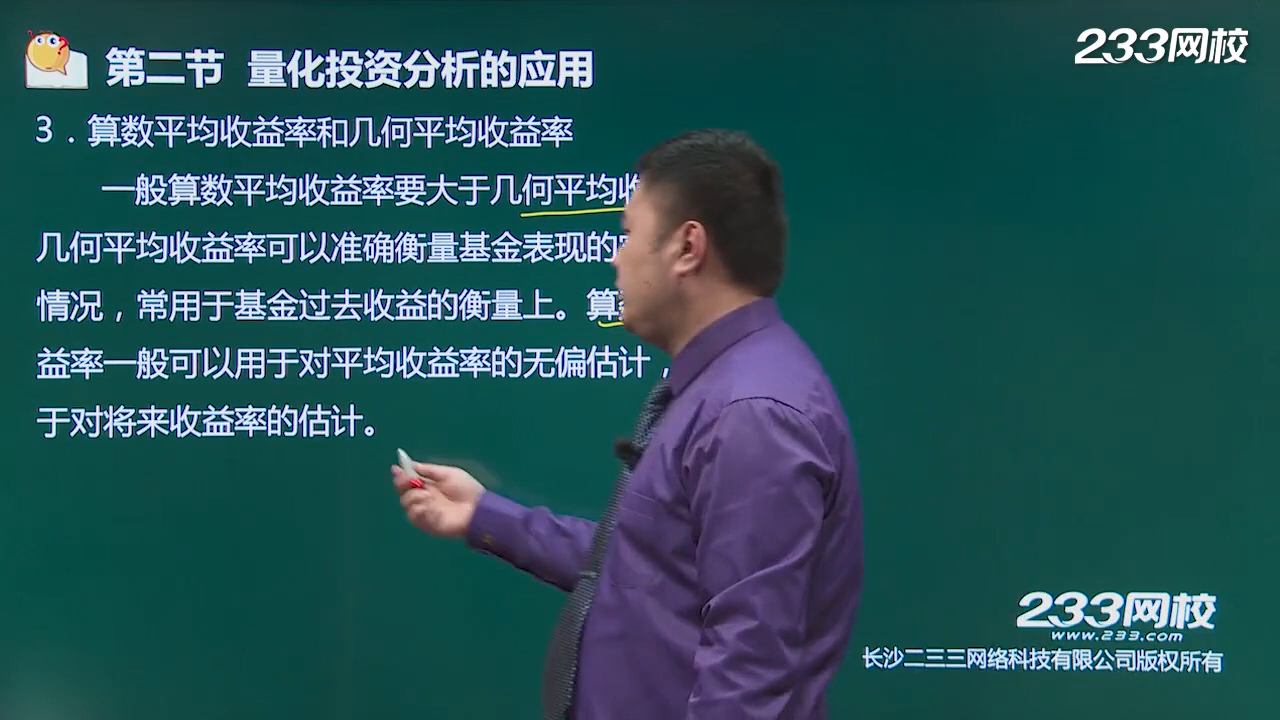 第二节 量化投资分析的应用
233网校
3．算数平均收益率和几何平均收益率
一般算数平均收益率要大于几何平均收
几何平均收益率可以准确衡量基金表现的
情况，常用于基金过去收益的衡量上。算
益率一般可以用于对平均收益率的无偏估计，
于对将来收益率的估计。
233网校
www.233.com
长沙二三三网络科技有限公司版权所有